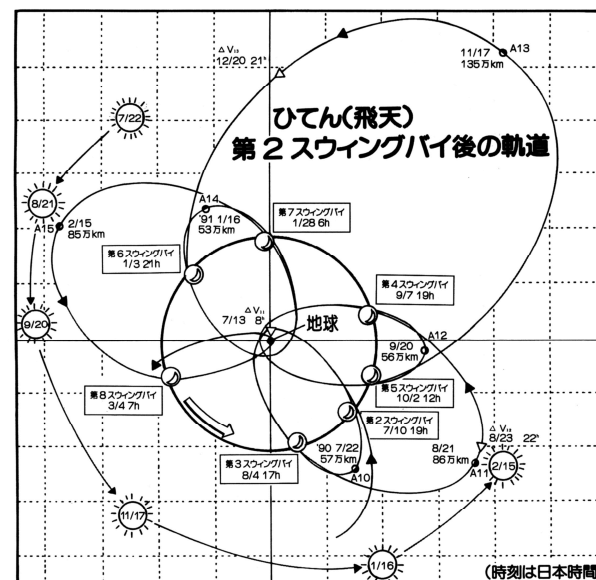 ΔV₁₃
12/20 21ʰ
11/17
135万km
A13
7/22
ひてん(飛天)
第2スウィングバイ後の軌道
8/21
A15
2/15
85万km
A14
'91 1/16
53万km
第7スウィングバイ
1/28 6h
第6スウィングバイ
1/3 21h
第4スウィングバイ
9/7 19h
9/20
ΔV₁₁
7/13 8ʰ
地球
9/20
56万km
A12
第8スウィングバイ
3/4 7h
第5スウィングバイ
10/2 12h
第2スウィングバイ
7/10 19h
第3スウィングバイ
8/4 17h
'90 7/22
57万km
A10
8/21
86万km
A11
ΔV₁₂
8/23 22ʰ
2/15
11/17
1/16
(時刻は日本時間